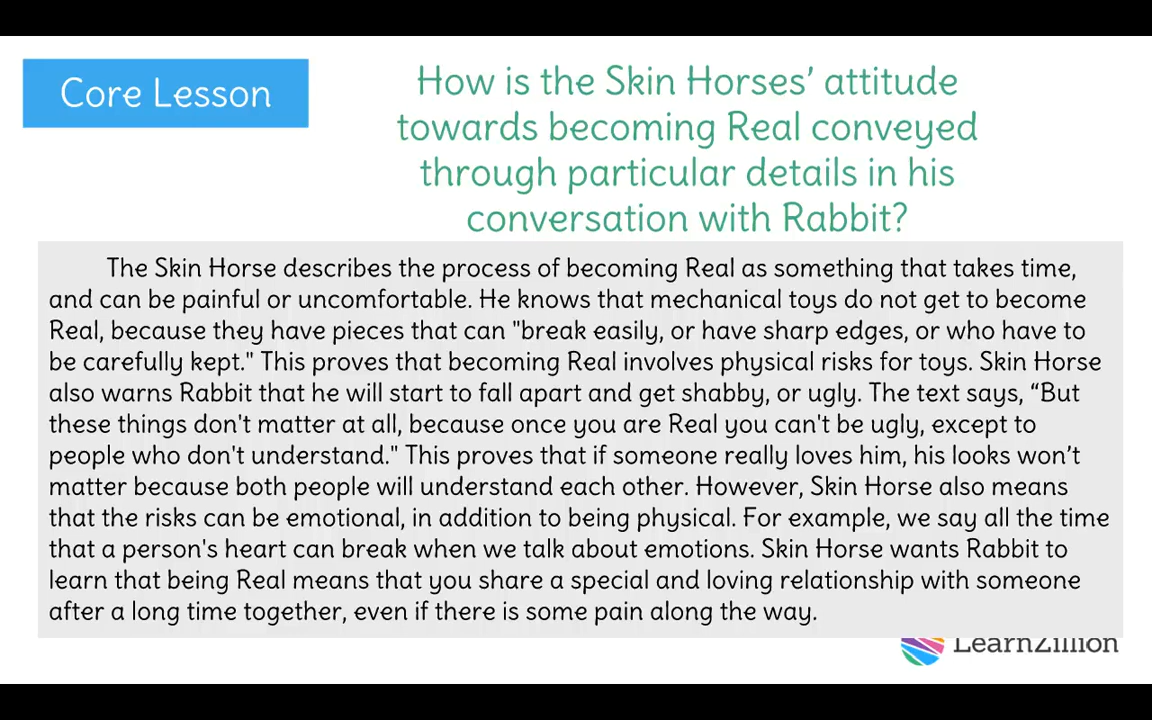 Core Lesson
How is the Skin Horses’ attitude
towards becoming Real conveyed
through particular details in his
conversation with Rabbit?
The Skin Horse describes the process of becoming Real as something that takes time,
and can be painful or uncomfortable. He knows that mechanical toys do not get to become
Real, because they have pieces that can "break easily, or have sharp edges, or who have to
be carefully kept." This proves that becoming Real involves physical risks for toys. Skin Horse
also warns Rabbit that he will start to fall apart and get shabby, or ugly. The text says, “But
these things don't matter at all, because once you are Real you can't be ugly, except to
people who don't understand." This proves that if someone really loves him, his looks won’t
matter because both people will understand each other. However, Skin Horse also means
that the risks can be emotional, in addition to being physical. For example, we say all the time
that a person's heart can break when we talk about emotions. Skin Horse wants Rabbit to
learn that being Real means that you share a special and loving relationship with someone
after a long time together, even if there is some pain along the way.
LearnZillion